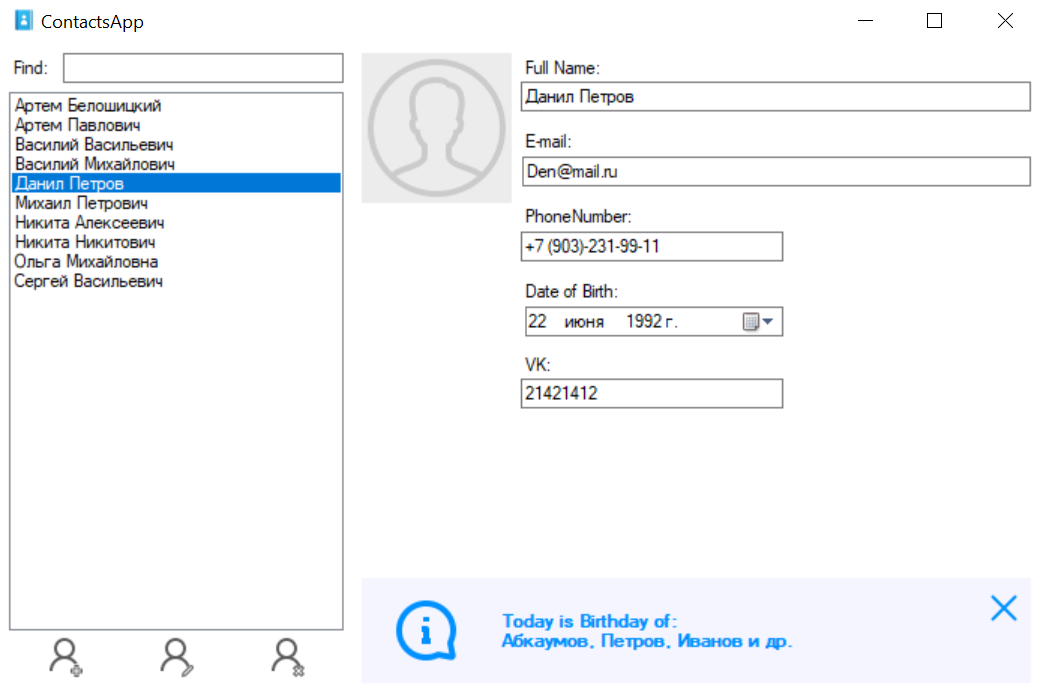 ContactsApp
Find:
Артем Белошицкий
Артем Павлович
Василий Васильевич
Василий Михайлович
Данил Петров
Михаил Петрович
Никита Алексеевич
Никита Никитович
Ольга Михайловна
Сергей Васильевич
Full Name:
Данил Петров
E-mail:
Den@mail.ru
PhoneNumber:
+7 (903)-231-99-11
Date of Birth:
22 июня 1992 г.
VK:
21421412
Today is Birthday of:
Абкаумов, Петров, Иванов и др.